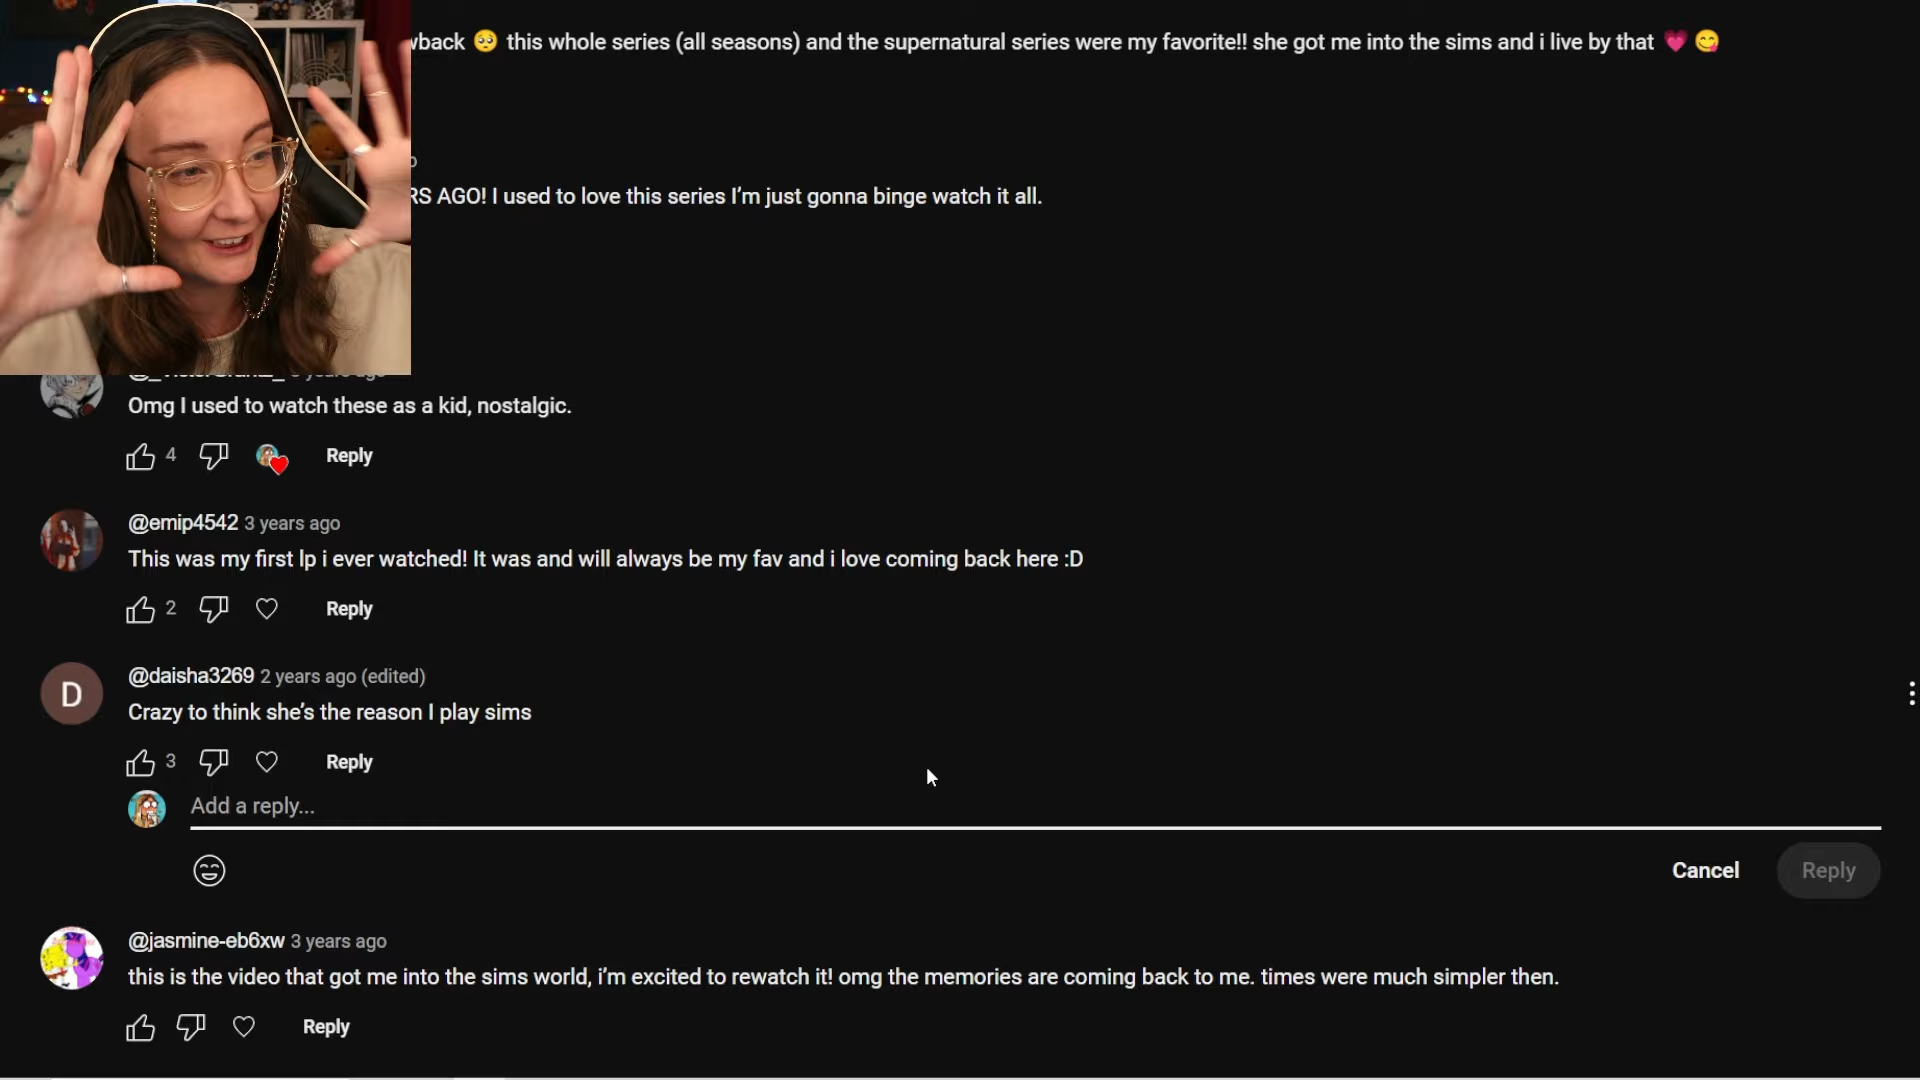 this whole series (all seasons) and the supernatural series were my favorite!! she got me into the sims and i live by that
AGO! I used to love this series I’m just gonna binge watch it all.
Omg I used to watch these as a kid, nostalgic.
4 Reply
@emip4542 3 years ago
This was my first lp i ever watched! It was and will always be my fav and i love coming back here :D
2 Reply
@daisha3269 2 years ago (edited)
D
Crazy to think she’s the reason I play sims
3 Reply
Add a reply...
Cancel Reply
@jasmine-eb6xw 3 years ago
this is the video that got me into the sims world, i’m excited to rewatch it! omg the memories are coming back to me. times were much simpler then.
Reply